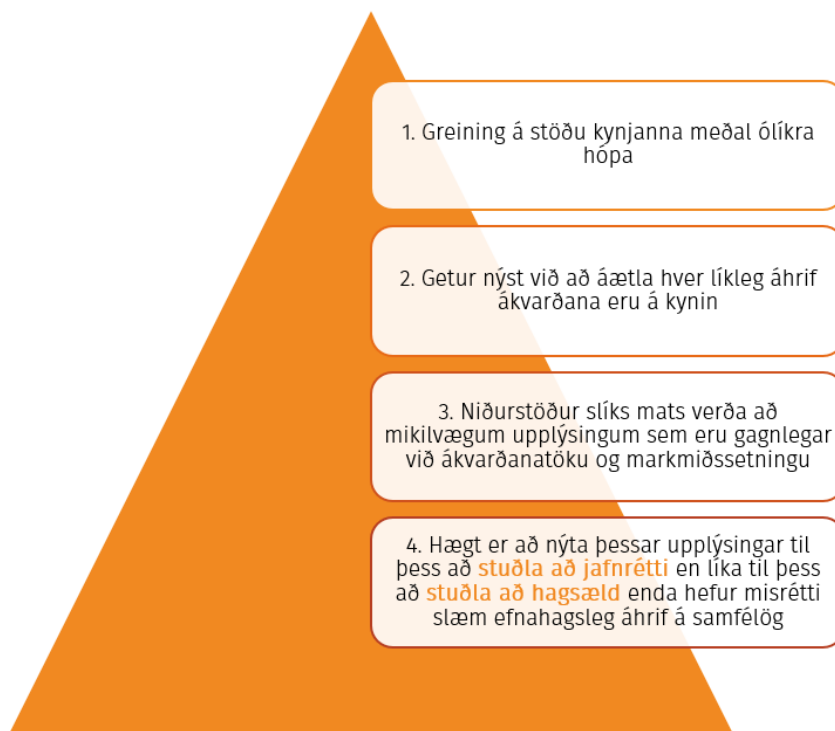 1. Greining á stöðu kynjanna meðal ólíkra
hópa
2. Getur nýst við að áætla hver líkleg áhrif
ákvarðana eru á kynin
3. Niðurstöður slíks mats verða að
mikilvægum upplýsingum sem eru gagnlegar
við ákvarðanatöku og markmiðssetningu
4. Hægt er að nýta þessar upplýsingar til
þess að stuðla að jafnrétti en líka til þess
að stuðla að hagsæld enda hefur misrétti
slæm efnahagsleg áhrif á samfélög